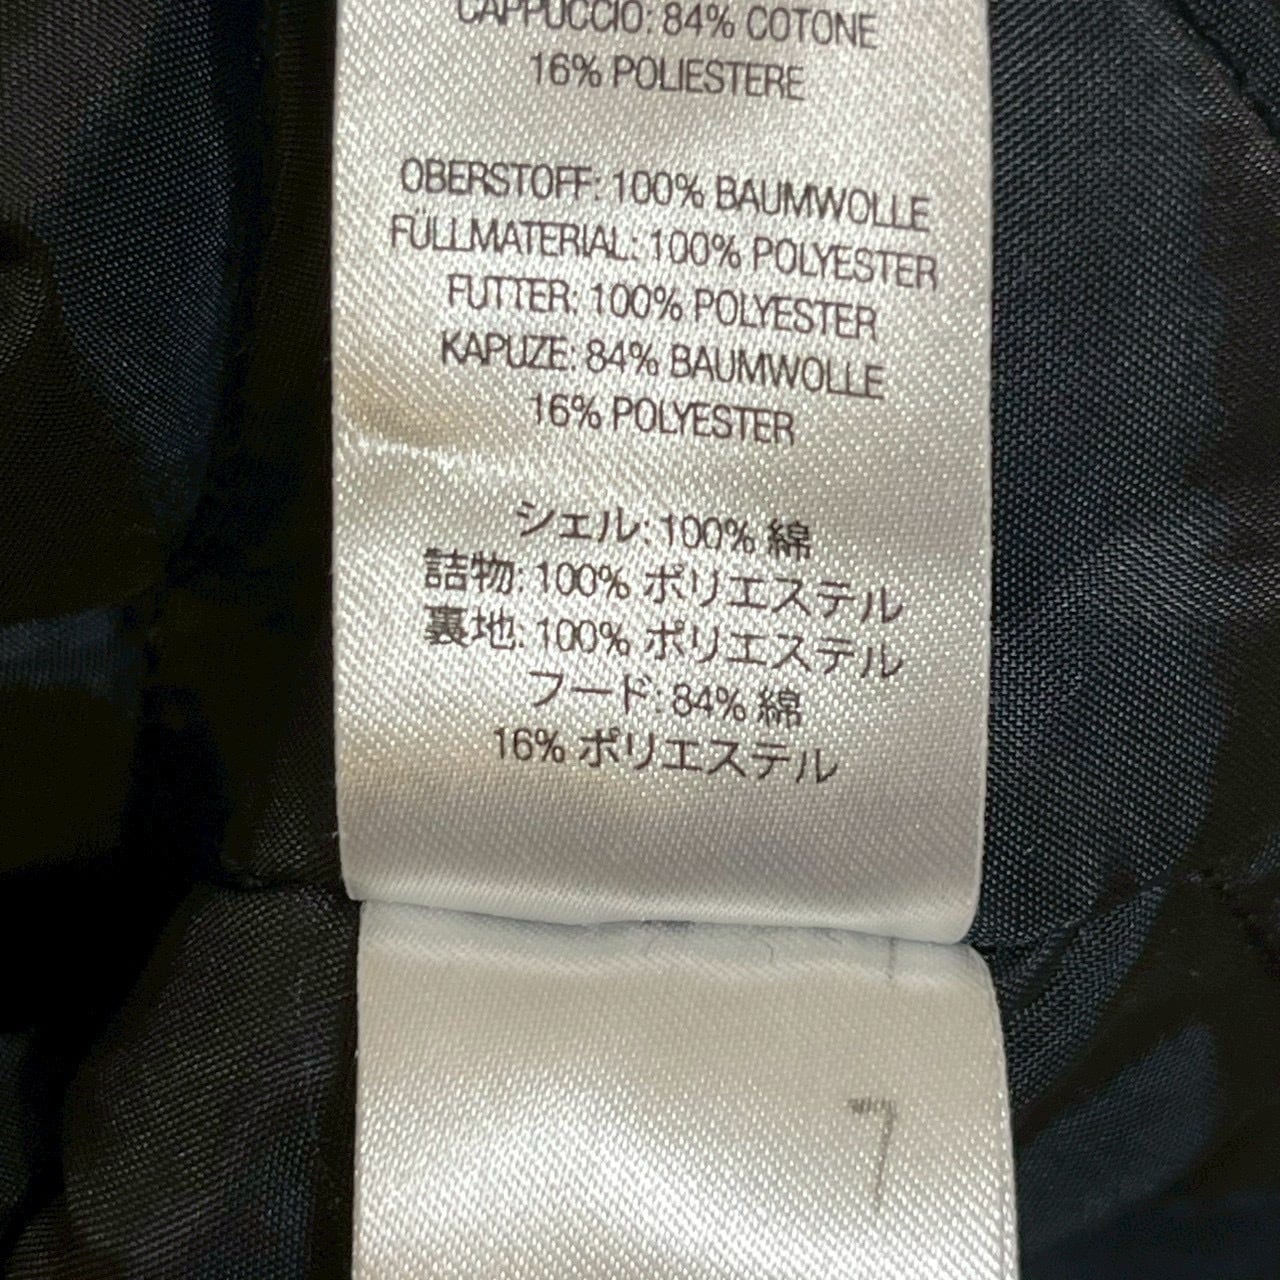 CAPPUCCIO: 84% COTONE
16% POLIESTERE
OBERSTOFF: 100% BAUMWOLLE
FÜLLMATERIAL: 100% POLYESTER
FUTTER: 100% POLYESTER
KAPUZE: 84% BAUMWOLLE
16% POLYESTER
シェル: 100% 綿
詰物: 100% ポリエステル
裏地: 100% ポリエステル
フード: 84% 綿
16% ポリエステル